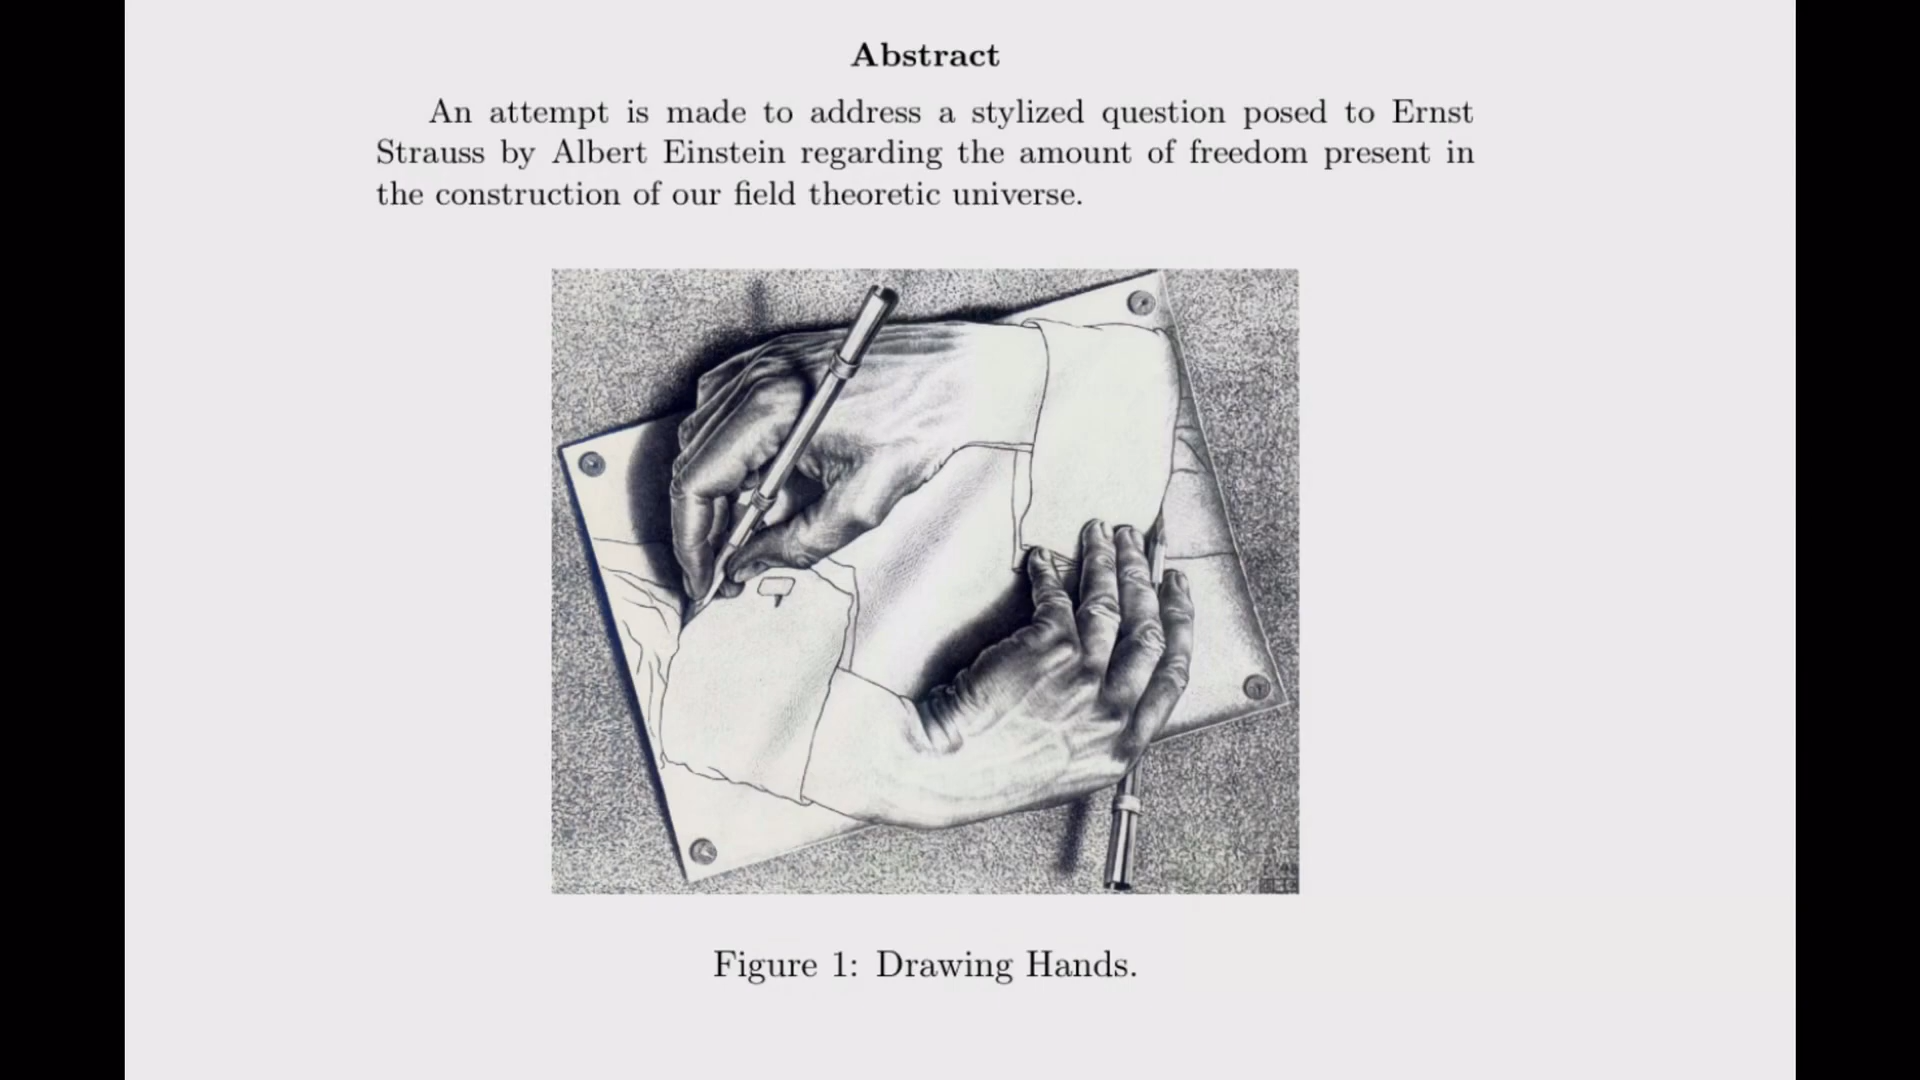 Abstract
An attempt is made to address a stylized question posed to Ernst
Strauss by Albert Einstein regarding the amount of freedom present in
the construction of our field theoretic universe.
Figure 1: Drawing Hands.